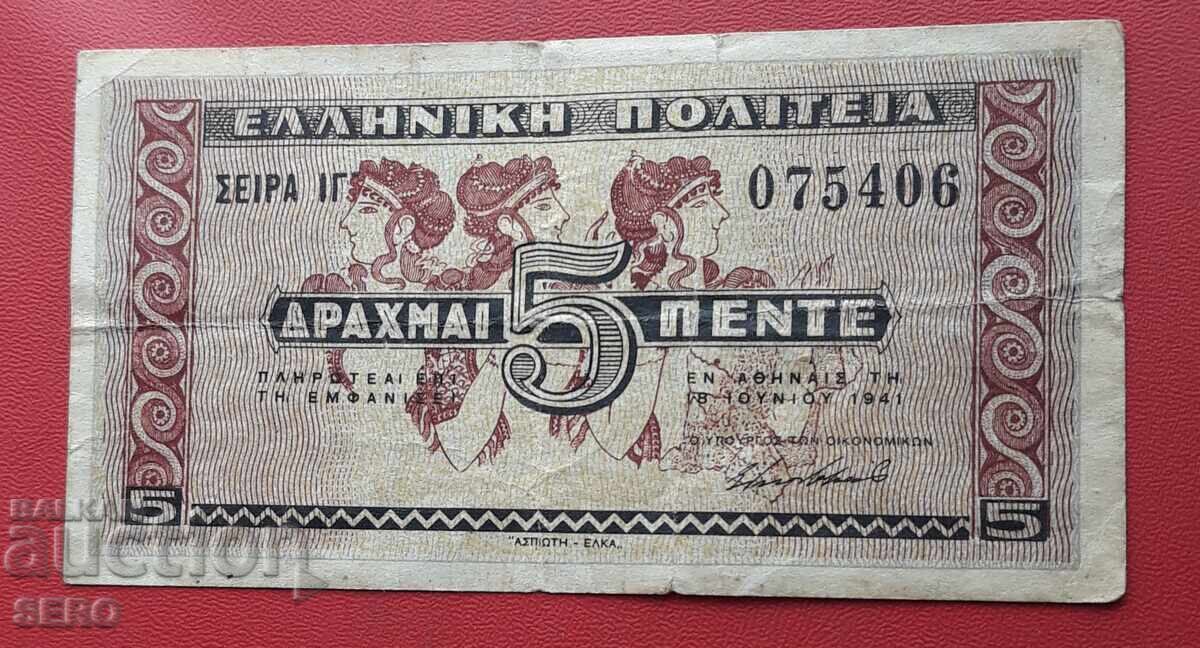 ΕΛΛΗΝΙΚΗ ΠΟΛΙΤΕΙΑ
ΣΕΙΡΑ ΙΓ 075406
ΔΡΑΧΜΑΙ 5 ΠΕΝΤΕ
ΠΛΗΡΩΤΕΑΙ ΕΠΙ
ΤΗ ΕΜΦΑΝΙΣΕΙ
ΕΝ ΑΘΗΝΑΙΣ ΤΗ
18 ΙΟΥΝΙΟΥ 1941
Ο ΥΠΟΥΡΓΟΣ ΤΩΝ ΟΙΚΟΝΟΜΙΚΩΝ
5 5
"ΑΣΠΙΩΤΗ - ΕΛΚΑ„
BALKAN
auction
SERO